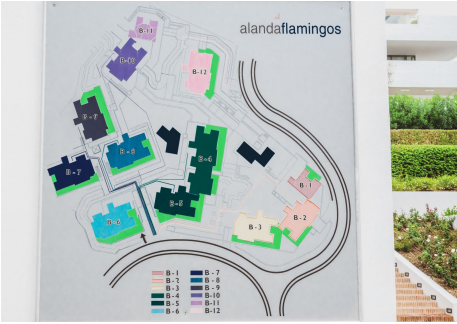 alandaflamingos
B-11
B-10
B-12
B-9
B-8
B-4
B-7
B-1
B-5
B-2
B-6
B-3
B - 1 B - 7
B - 2 B - 8
B - 3 B - 9
B - 4 B - 10
B - 5 B - 11
B - 6 B - 12